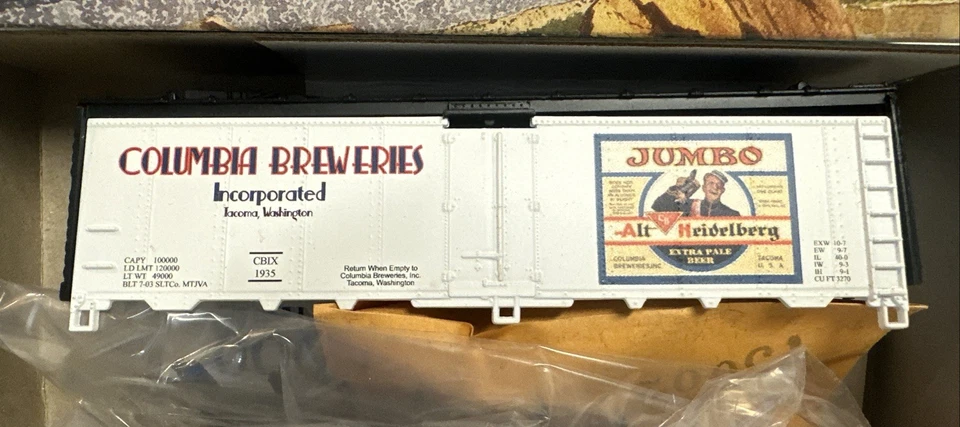 COLUMBIA BREWERIES
Incorporated
Tacoma, Washington
CAPY 100000
LD LMT 120000
LT WT 49000
BLT 7-03 SLTCo. MTJVA
CBIX
1935
Return When Empty to
Columbia Breweries, Inc.
Tacoma, Washington
JUMBO
Alt Heidelberg
EXTRA PALE
BEER
COLUMBIA
BREWERIES, INC.
TACOMA
U.S.A.
EXW 10-7
EW 9-7
IL 40-0
IW 9-3
IH 9-4
CU FT 3270